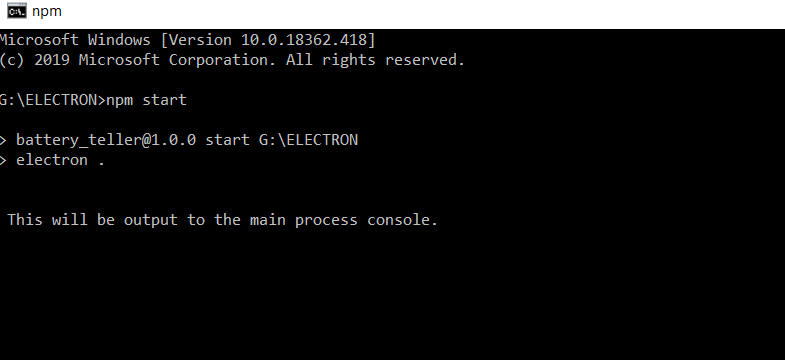 npm
Microsoft Windows [Version 10.0.18362.418]
(c) 2019 Microsoft Corporation. All rights reserved.
G:\ELECTRON>npm start
> battery_teller@1.0.0 start G:\ELECTRON
> electron .
This will be output to the main process console.